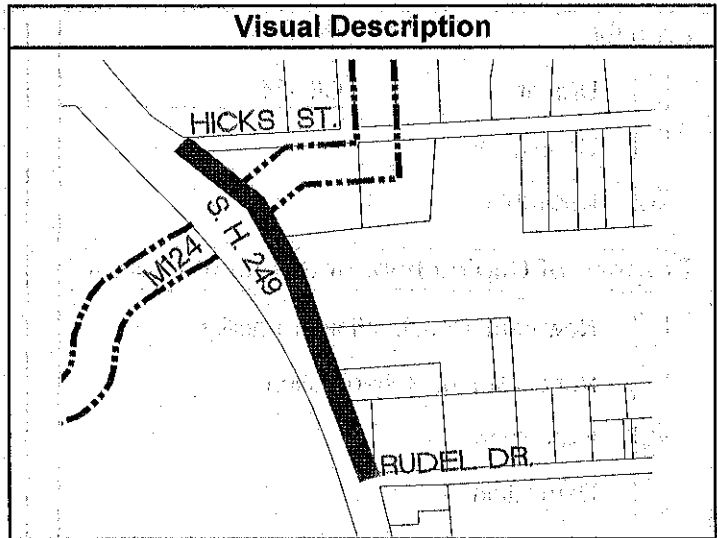 Visual Description
HICKS ST.
S. H. 249
M124
RUDEL DR.